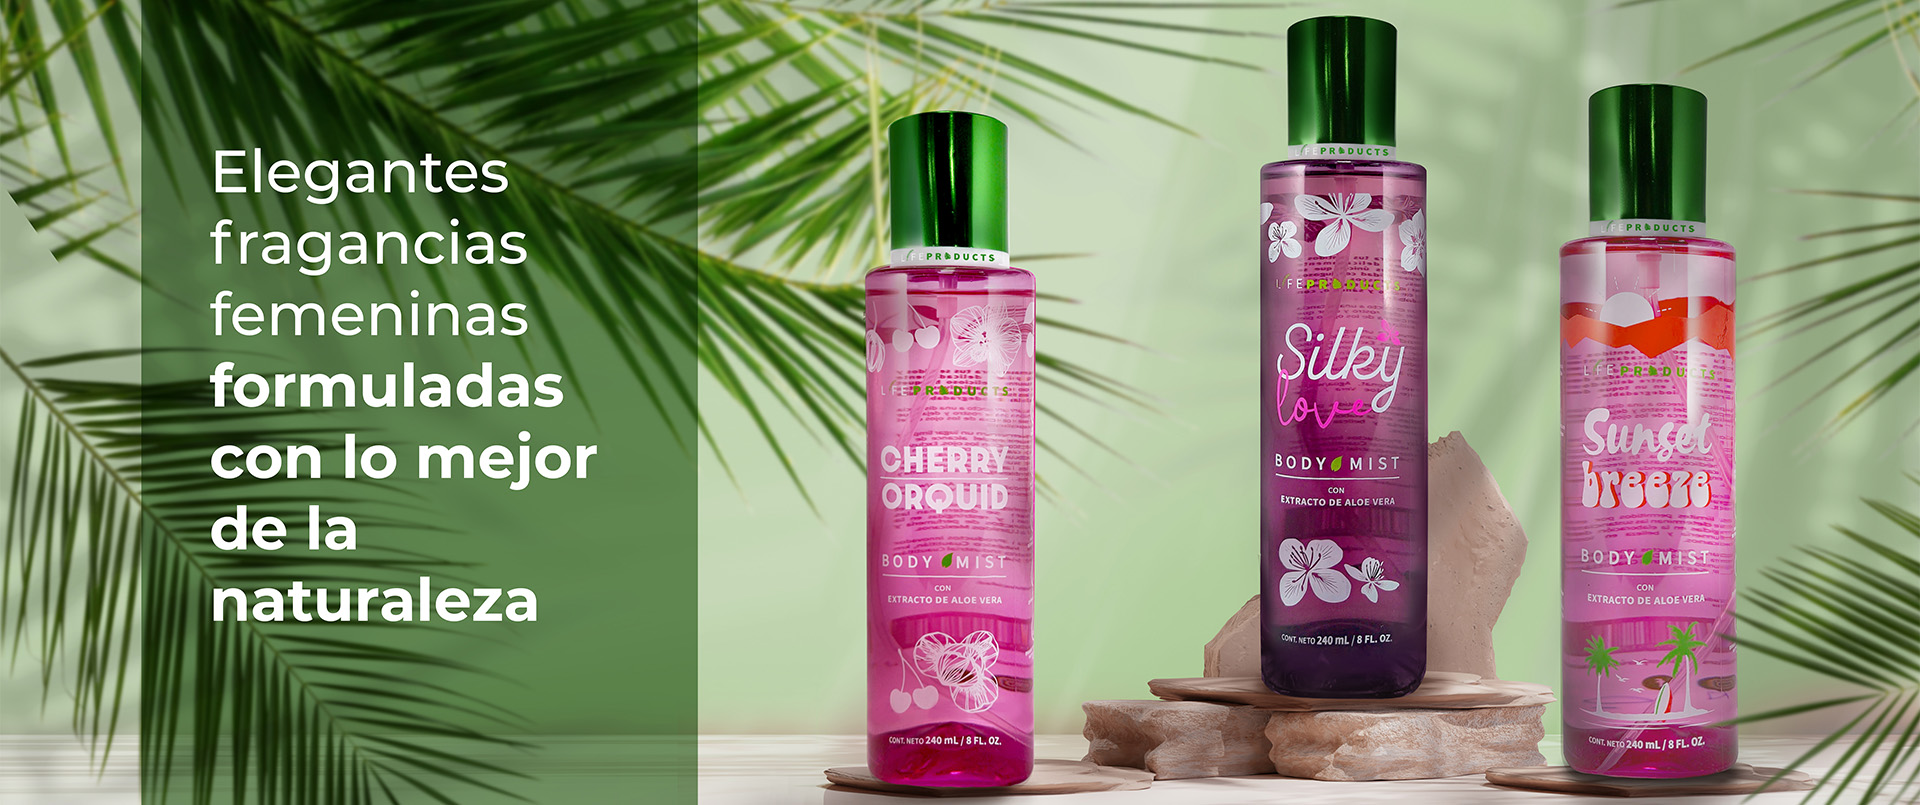 Elegantes
fragancias
femeninas
formuladas
con lo mejor
de la
naturaleza
LIFEPRODUCTS
LIFEPRODUCTS
CHERRY
ORQUID
BODY MIST
CON
EXTRACTO DE ALOE VERA
CONT. NETO 240 mL / 8 FL. OZ.
LIFEPRODUCTS
LIFEPRODUCTS
Silky
love
BODY MIST
CON
EXTRACTO DE ALOE VERA
CONT. NETO 240 mL / 8 FL. OZ.
LIFEPRODUCTS
LIFEPRODUCTS
Sunset
breeze
BODY MIST
CON
EXTRACTO DE ALOE VERA
CONT. NETO 240 mL / 8 FL. OZ.